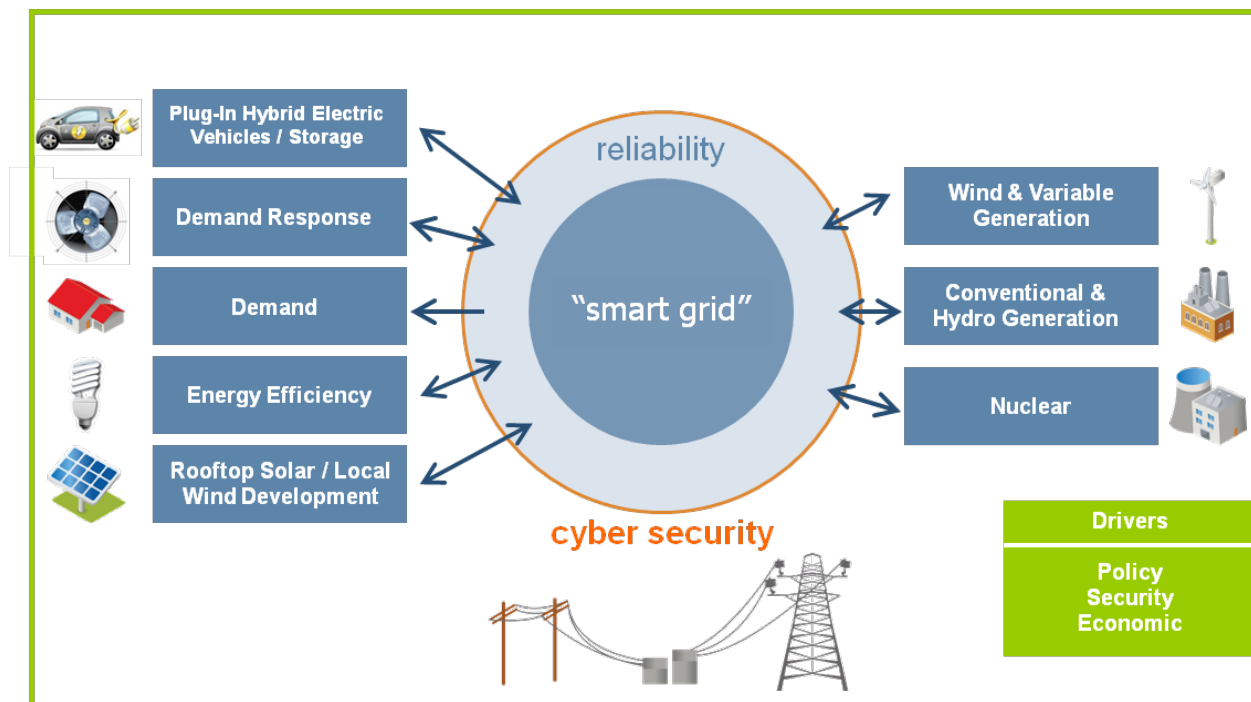 Plug-In Hybrid Electric
Vehicles / Storage
Demand Response
Demand
Energy Efficiency
Rooftop Solar / Local
Wind Development
reliability
“smart grid”
cyber security
Wind & Variable
Generation
Conventional &
Hydro Generation
Nuclear
Drivers
Policy
Security
Economic